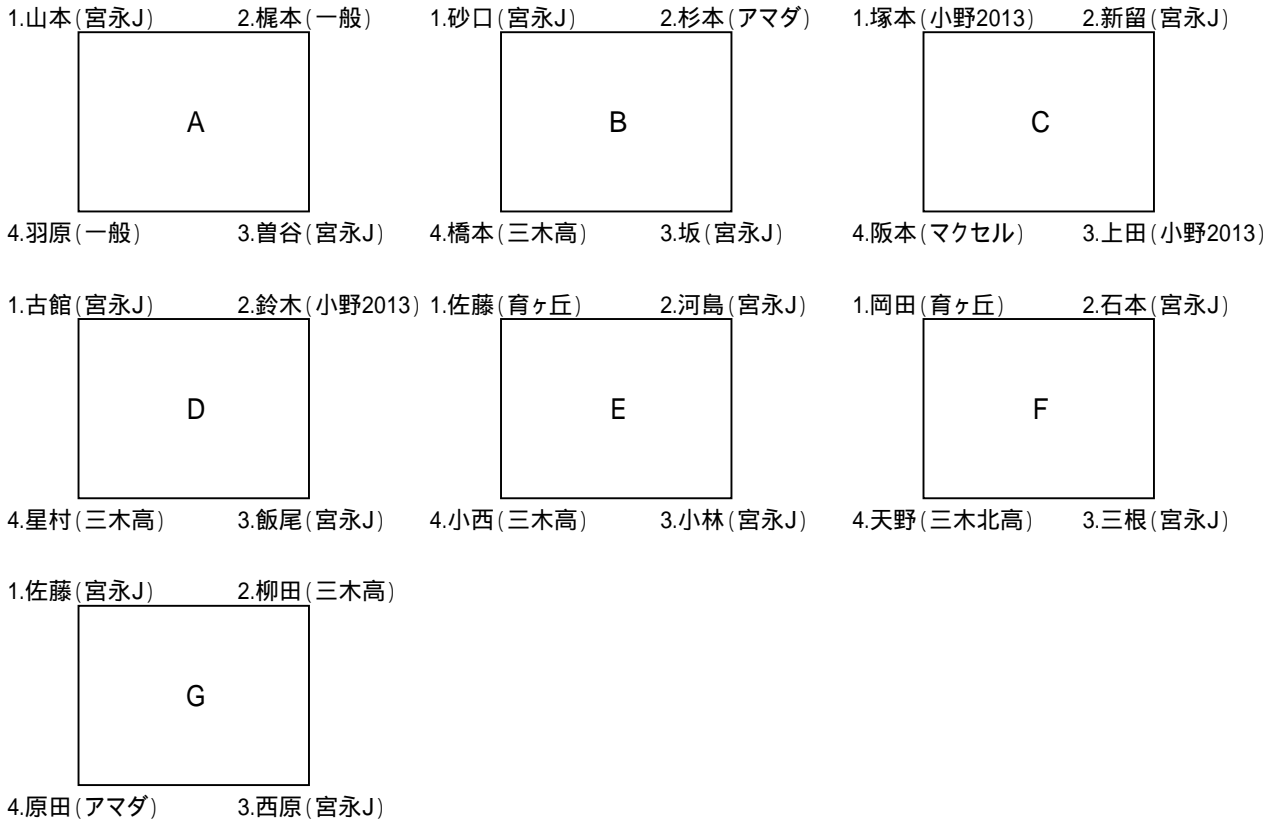 1.山本(宮永J) 2.梶本(一般) 1.砂口(宮永J) 2.杉本(アマダ) 1.塚本(小野2013) 2.新留(宮永J)
A B C
4.羽原(一般) 3.曽谷(宮永J) 4.橋本(三木高) 3.坂(宮永J) 4.阪本(マクセル) 3.上田(小野2013)
1.古館(宮永J) 2.鈴木(小野2013) 1.佐藤(育ヶ丘) 2.河島(宮永J) 1.岡田(育ヶ丘) 2.石本(宮永J)
D E F
4.星村(三木高) 3.飯尾(宮永J) 4.小西(三木高) 3.小林(宮永J) 4.天野(三木北高) 3.三根(宮永J)
1.佐藤(宮永J) 2.柳田(三木高)
G
4.原田(アマダ) 3.西原(宮永J)